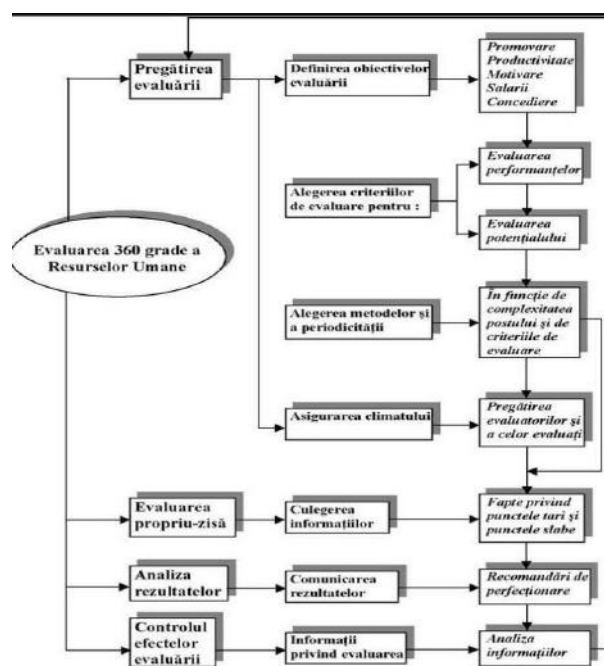 Pregătirea
evaluării
Definirea obiectivelor
evaluării
Promovare
Productivitate
Motivare
Salarii
Concediere
Alegerea criteriilor
de evaluare pentru :
Evaluarea
performanțelor
Evaluarea
potențialului
Evaluarea 360 grade a
Resurselor Umane
Alegerea metodelor și
a periodicității
În funcție de
complexitatea
postului și de
criteriile de
evaluare
Asigurarea climatului
Pregătirea
evaluatorilor și
a celor evaluați
Evaluarea
propriu-zisă
Culegerea
informațiilor
Fapte privind
punctele tari și
punctele slabe
Analiza
rezultatelor
Comunicarea
rezultatelor
Recomandări de
perfecționare
Controlul
efectelor
evaluării
Informații
privind evaluarea
Analiza
informațiilor